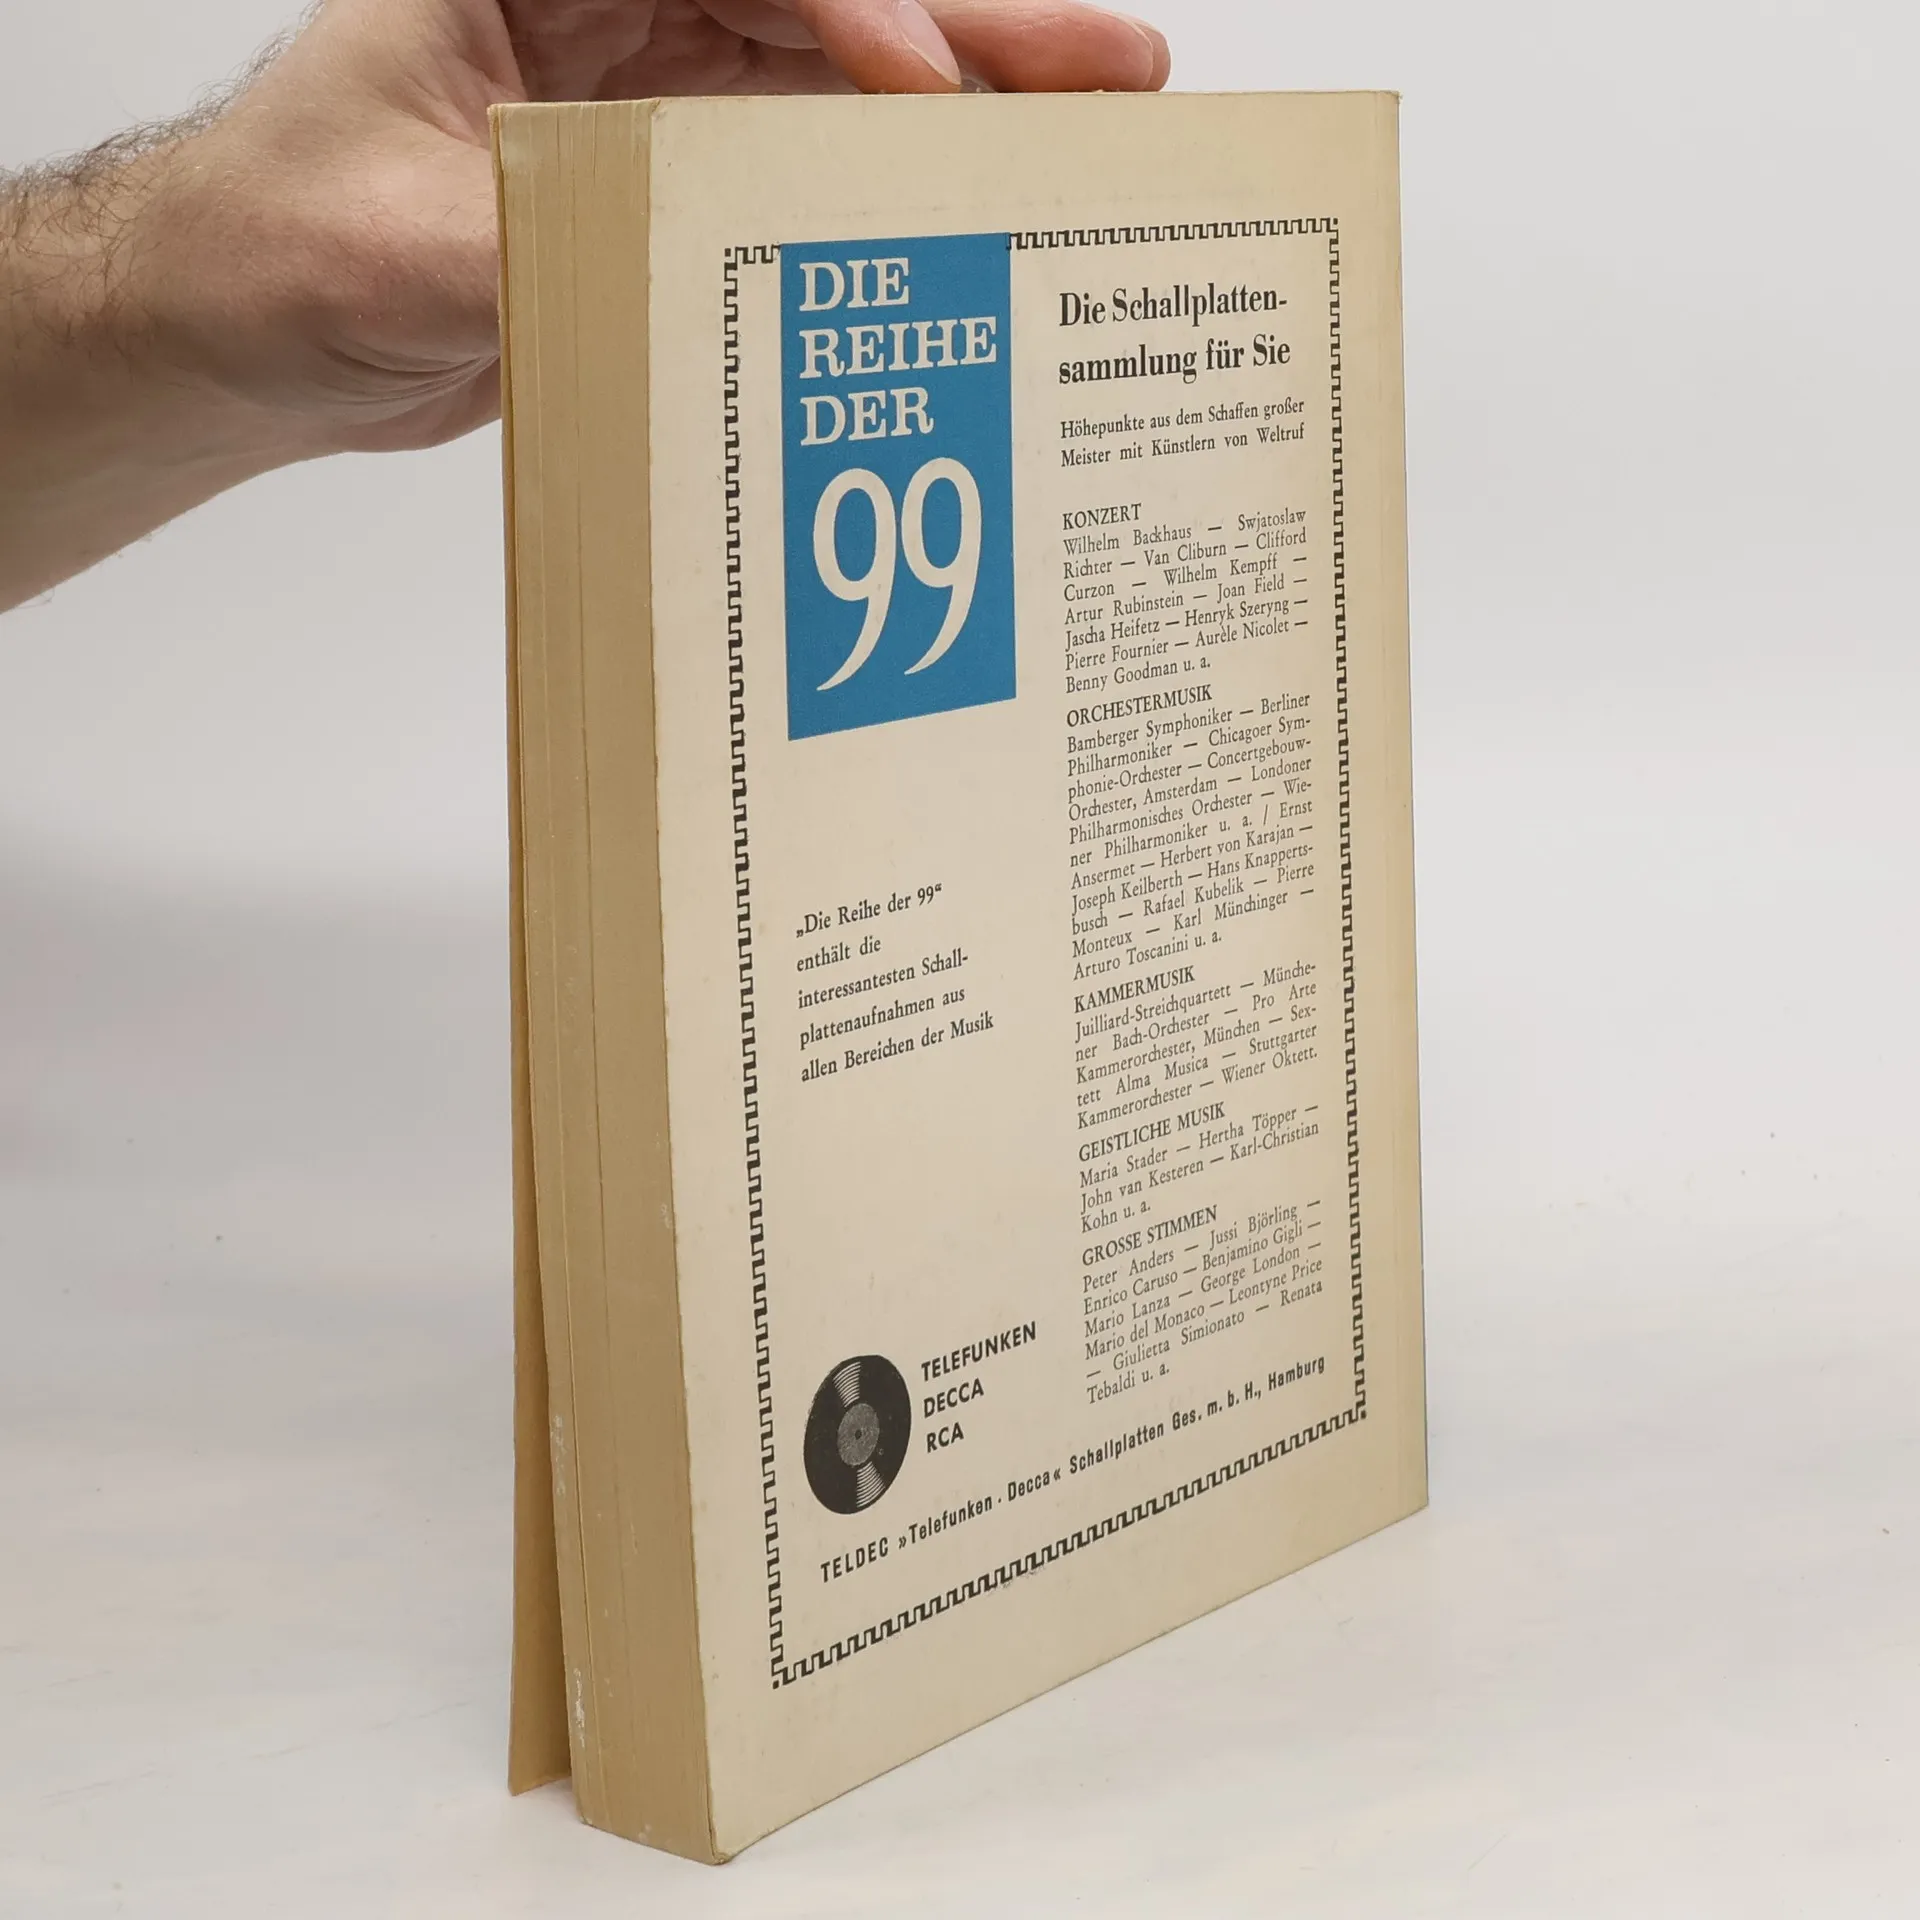 DIE
REIHE
DER
99
„Die Reihe der 99“
enthält die
interessantesten Schall-
plattenaufnahmen aus
allen Bereichen der Musik
TELEFUNKEN
DECCA
RCA
Die Schallplatten-
sammlung für Sie
Höhepunkte aus dem Schaffen großer
Meister mit Künstlern von Weltruf
KONZERT
Wilhelm Backhaus — Swjatoslaw
Richter — Van Cliburn — Clifford
Curzon — Wilhelm Kempff —
Artur Rubinstein — Joan Field —
Jascha Heifetz — Henryk Szeryng —
Pierre Fournier — Aurèle Nicolet —
Benny Goodman u. a.
ORCHESTERMUSIK
Bamberger Symphoniker — Berliner
Philharmoniker — Chicagoer Sym-
phonie-Orchester — Concertgebouw-
Orchester, Amsterdam — Londoner
Philharmonisches Orchester — Wie-
ner Philharmoniker u. a. / Ernst
Ansermet — Herbert von Karajan —
Joseph Keilberth — Hans Knapperts-
busch — Rafael Kubelik — Pierre
Monteux — Karl Münchinger —
Arturo Toscanini u. a.
KAMMERMUSIK
Juilliard-Streichquartett — Münche-
ner Bach-Orchester — Pro Arte
Kammerorchester, München — Sex-
tett Alma Musica — Stuttgarter
Kammerorchester — Wiener Oktett.
GEISTLICHE MUSIK
Maria Stader — Hertha Töpper —
John van Kesteren — Karl-Christian
Kohn u. a.
GROSSE STIMMEN
Peter Anders — Jussi Björling —
Enrico Caruso — Benjamino Gigli —
Mario Lanza — George London —
Mario del Monaco — Leontyne Price
— Giulietta Simionato — Renata
Tebaldi u. a.
TELDEC »Telefunken · Decca« Schallplatten Ges. m. b. H., Hamburg